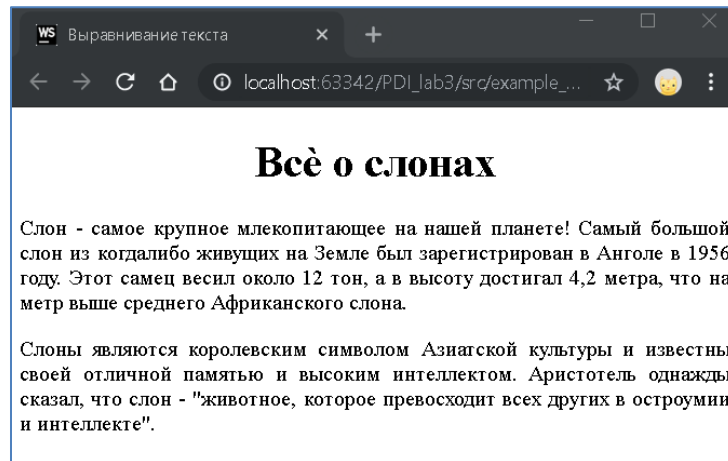 WS Выравнивание текста
localhost:63342/PDI_lab3/src/example_...
Всѐ о слонах
Слон - самое крупное млекопитающее на нашей планете! Самый большой
слон из когдалибо живущих на Земле был зарегистрирован в Анголе в 1956
году. Этот самец весил около 12 тон, а в высоту достигал 4,2 метра, что на
метр выше среднего Африканского слона.
Слоны являются королевским символом Азиатской культуры и известны
своей отличной памятью и высоким интеллектом. Аристотель однажды
сказал, что слон - "животное, которое превосходит всех других в остроумии
и интеллекте".